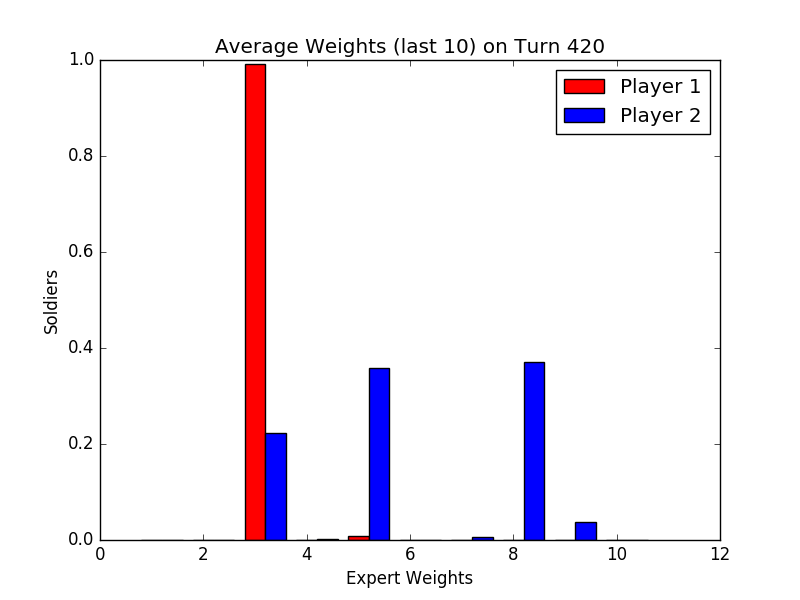 Average Weights (last 10) on Turn 420
1.0
0.8
0.6
0.4
0.2
0.0
Soldiers
Player 1
Player 2
0 2 4 6 8 10 12
Expert Weights